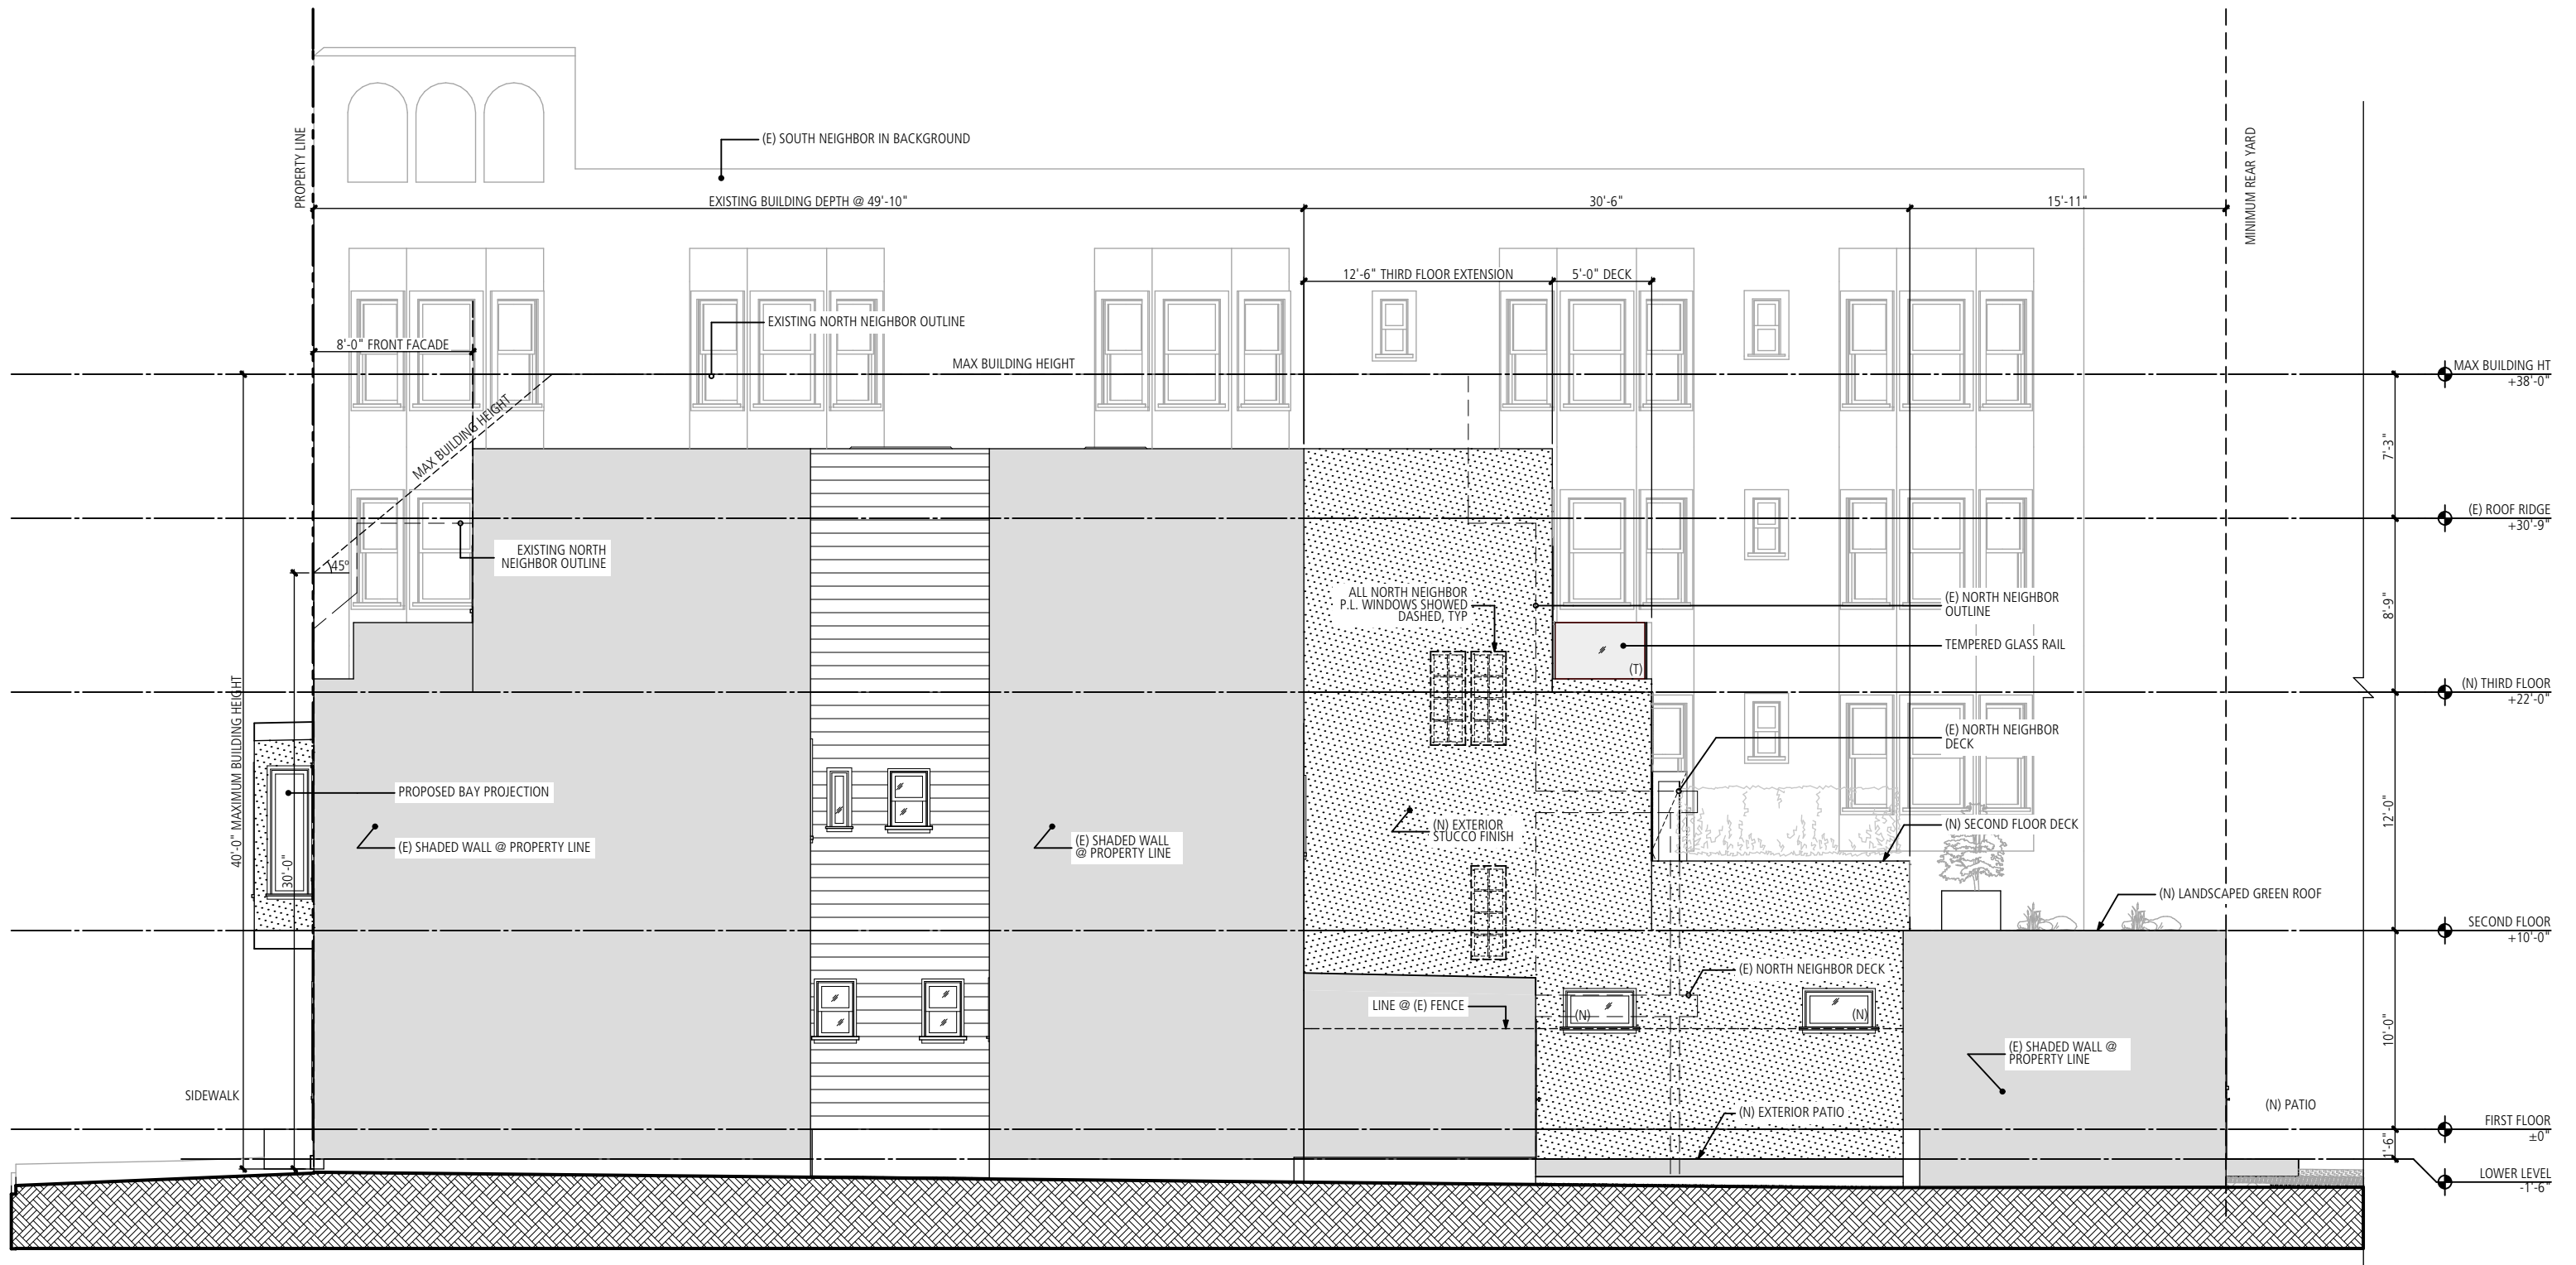 (E) SOUTH NEIGHBOR IN BACKGROUND
PROPERTY LINE
MINIMUM REAR YARD
EXISTING BUILDING DEPTH @ 49'-10"
30'-6"
15'-11"
12'-6" THIRD FLOOR EXTENSION
5'-0" DECK
EXISTING NORTH NEIGHBOR OUTLINE
8'-0" FRONT FACADE
MAX BUILDING HEIGHT
MAX BUILDING HT
+38'-0"
MAX BUILDING HEIGHT
7'-3"
(E) ROOF RIDGE
+30'-9"
EXISTING NORTH
NEIGHBOR OUTLINE
45°
ALL NORTH NEIGHBOR
P.L. WINDOWS SHOWED
DASHED, TYP
(E) NORTH NEIGHBOR
OUTLINE
8'-9"
TEMPERED GLASS RAIL
(T)
(N) THIRD FLOOR
+22'-0"
(E) NORTH NEIGHBOR
DECK
40'-0" MAXIMUM BUILDING HEIGHT
30'-0"
PROPOSED BAY PROJECTION
(E) SHADED WALL @ PROPERTY LINE
(E) SHADED WALL
@ PROPERTY LINE
(N) EXTERIOR
STUCCO FINISH
(N) SECOND FLOOR DECK
12'-0"
(N) LANDSCAPED GREEN ROOF
SECOND FLOOR
+10'-0"
(E) NORTH NEIGHBOR DECK
LINE @ (E) FENCE
(N)
(N)
10'-0"
(E) SHADED WALL @
PROPERTY LINE
SIDEWALK
(N) EXTERIOR PATIO
(N) PATIO
FIRST FLOOR
±0"
1'-6"
LOWER LEVEL
-1'-6"